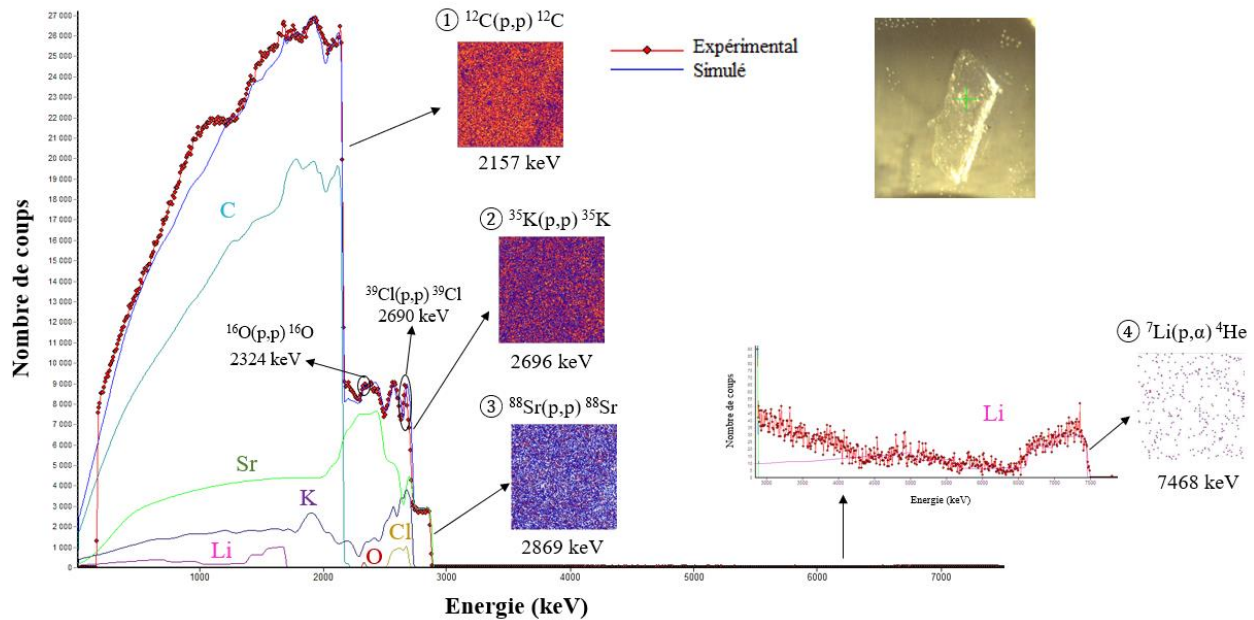 Nombre de coups
27 000
26 000
25 000
24 000
23 000
22 000
21 000
20 000
19 000
18 000
17 000
16 000
15 000
14 000
13 000
12 000
11 000
10 000
9 000
8 000
7 000
6 000
5 000
4 000
3 000
2 000
1 000
0
1000 2000 3000 4000 5000 6000 7000
Energie (keV)
① ¹²C(p,p) ¹²C
2157 keV
Expérimental
Simulé
② ³⁵K(p,p) ³⁵K
2696 keV
³⁹Cl(p,p) ³⁹Cl
2690 keV
¹⁶O(p,p) ¹⁶O
2324 keV
③ ⁸⁸Sr(p,p) ⁸⁸Sr
2869 keV
C
Sr
K
Li
O
Cl
④ ⁷Li(p,α) ⁴He
7468 keV
Li
Nombre de coups
Energie (keV)